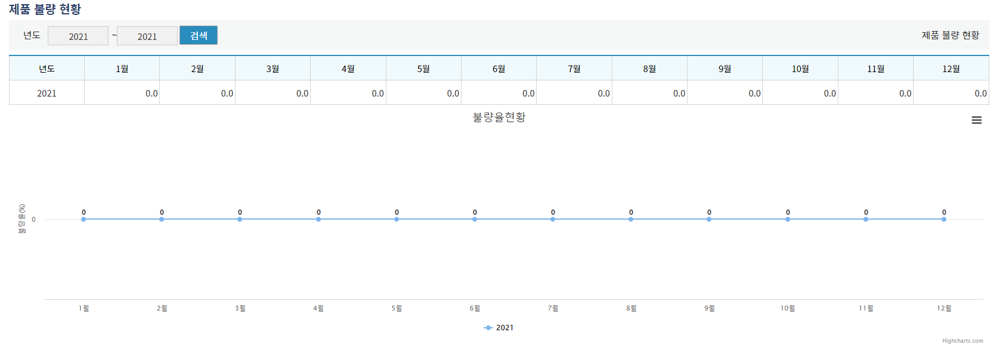 제품 불량 현황
년도 2021 ~ 2021 검색 제품 불량 현황
년도 1월 2월 3월 4월 5월 6월 7월 8월 9월 10월 11월 12월
2021 0.0 0.0 0.0 0.0 0.0 0.0 0.0 0.0 0.0 0.0 0.0 0.0
불량율현황
0 0 0 0 0 0 0 0 0 0 0 0
불량율(%)
0
1월 2월 3월 4월 5월 6월 7월 8월 9월 10월 11월 12월
2021
Highcharts.com